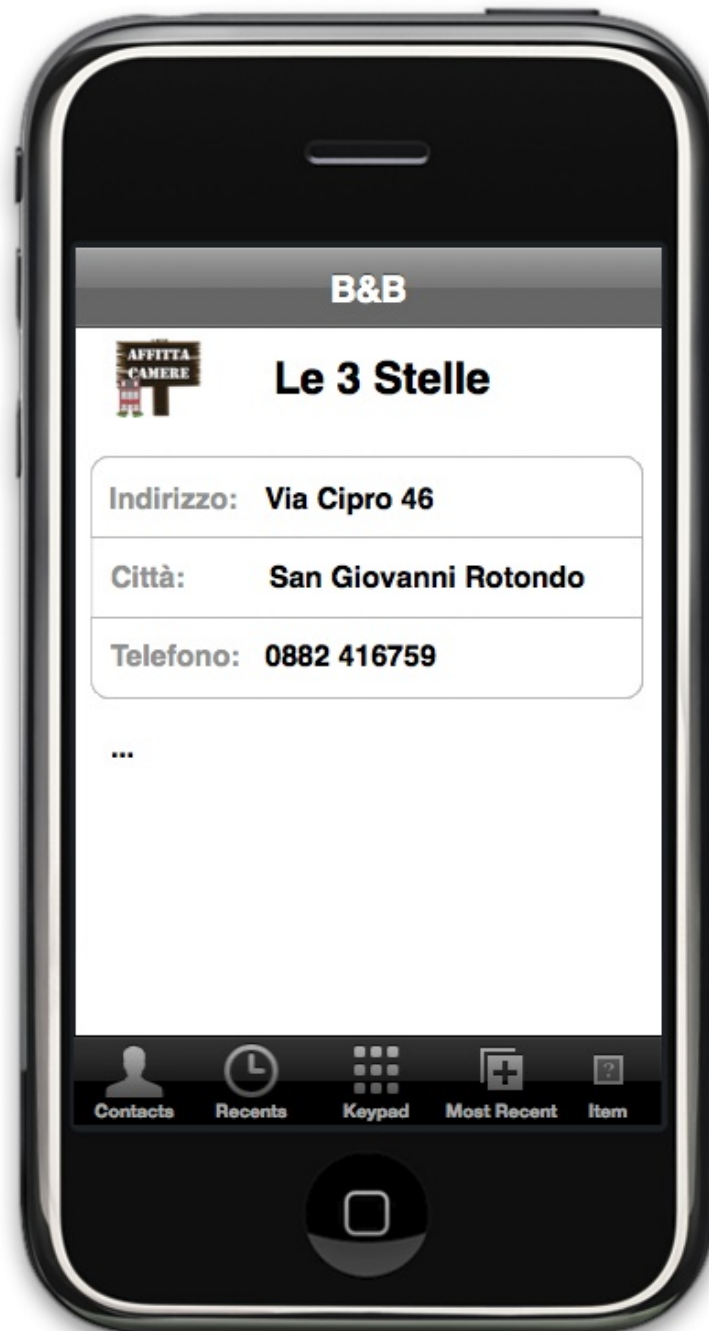 B&B
AFFITTA
CAMERE
Le 3 Stelle
Indirizzo: Via Cipro 46
Città: San Giovanni Rotondo
Telefono: 0882 416759
...
Contacts Recents Keypad Most Recent Item